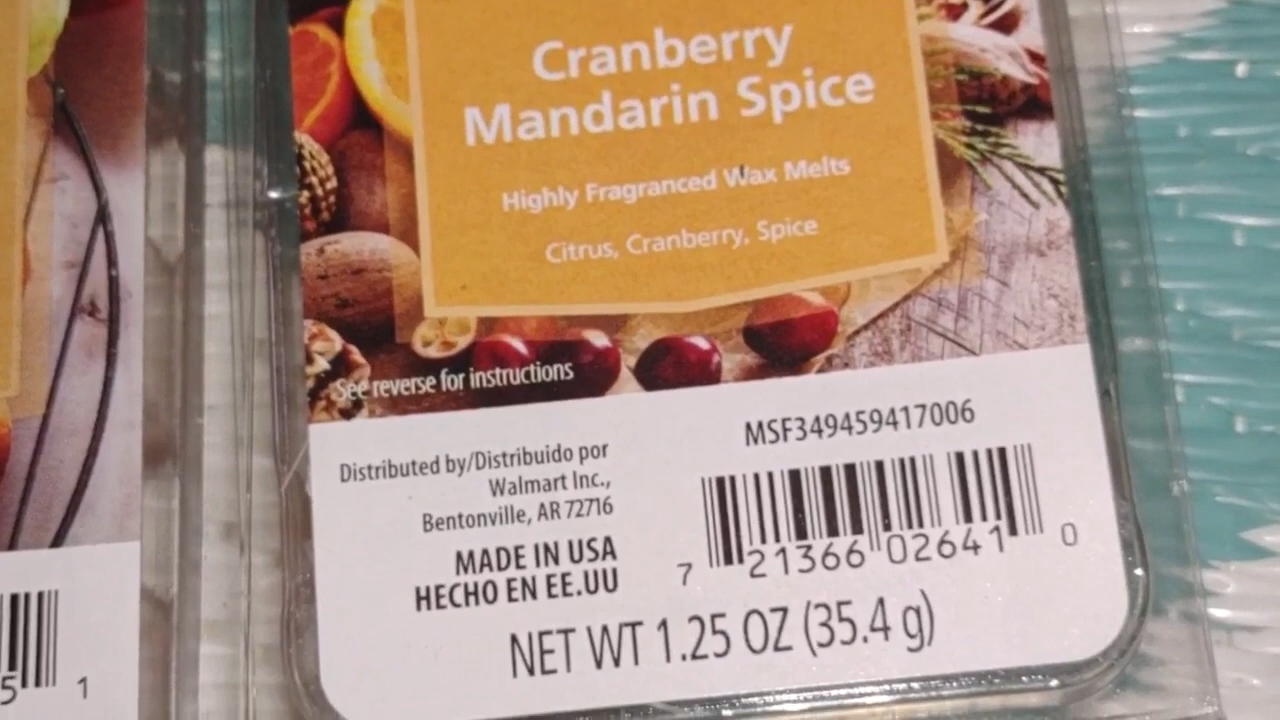 Cranberry
Mandarin Spice
Highly Fragranced Wax Melts
Citrus, Cranberry, Spice
See reverse for instructions
Distributed by/Distribuido por
Walmart Inc.,
Bentonville, AR 72716
MADE IN USA
HECHO EN EE.UU
MSF349459417006
7 21366 02641 0
NET WT 1.25 OZ (35.4 g)
5 1